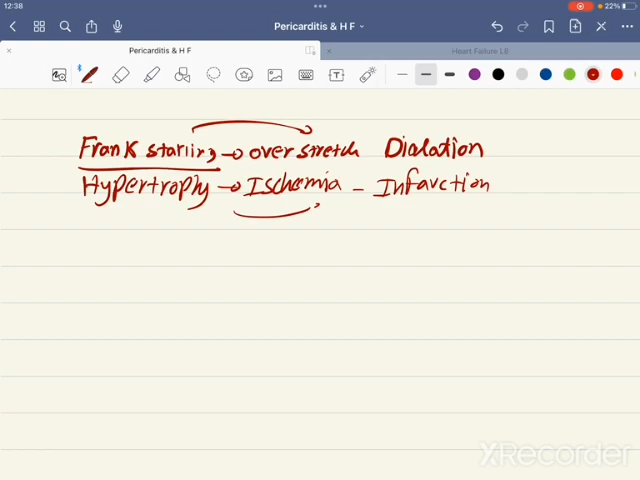 12:38
22%
Pericarditis & H F
Pericarditis & H F
Heart Failure L8
Frank starling → over stretch Dialation
Hypertrophy → Ischemia – Infarction
XRecorder